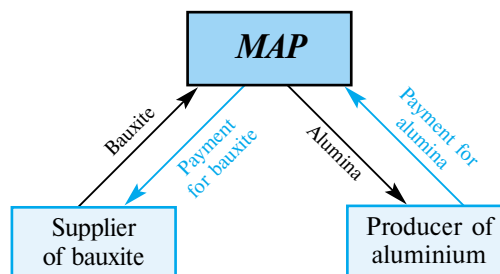 MAP
Bauxite
Payment
for bauxite
Alumina
Payment for
alumina
Supplier
of bauxite
Producer of
aluminium